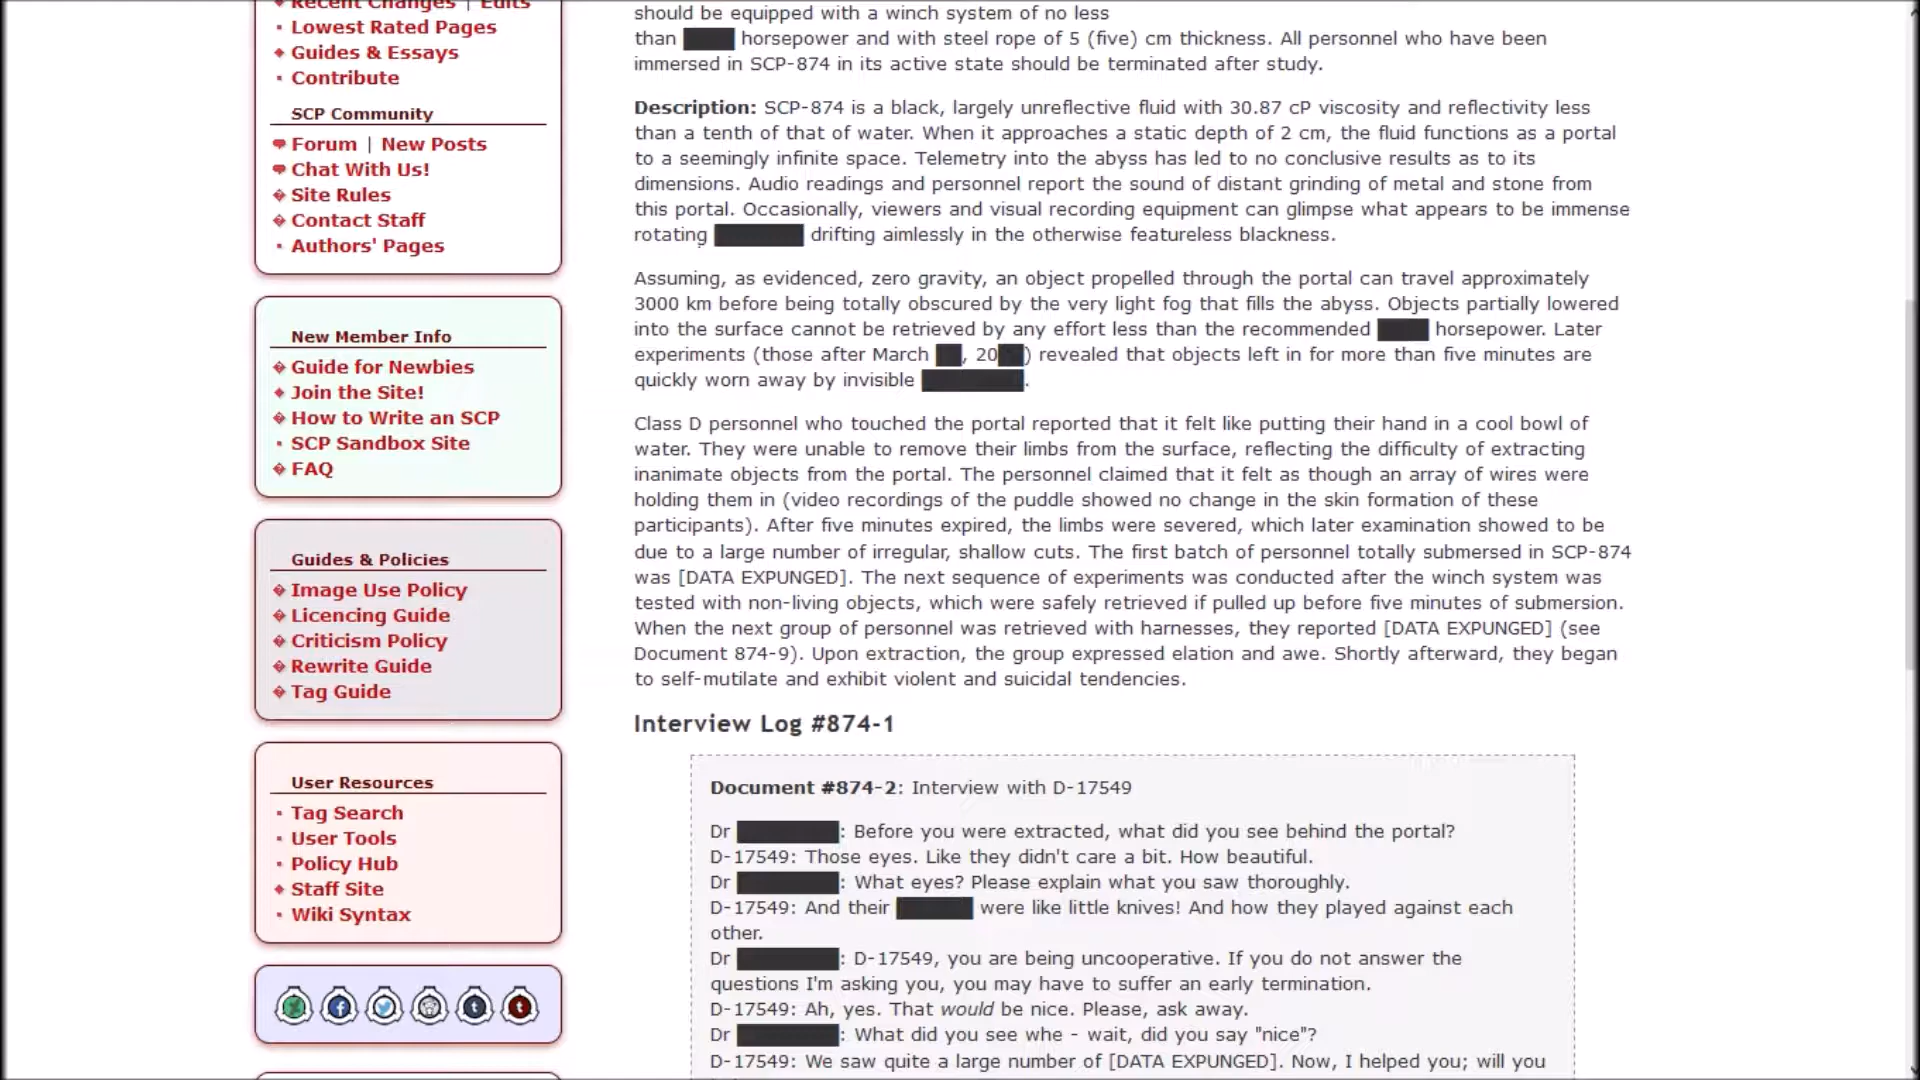 Recent Changes | Edits
Lowest Rated Pages
Guides & Essays
Contribute
SCP Community
Forum | New Posts
Chat With Us!
Site Rules
Contact Staff
Authors' Pages
New Member Info
Guide for Newbies
Join the Site!
How to Write an SCP
SCP Sandbox Site
FAQ
Guides & Policies
Image Use Policy
Licencing Guide
Criticism Policy
Rewrite Guide
Tag Guide
User Resources
Tag Search
User Tools
Policy Hub
Staff Site
Wiki Syntax
should be equipped with a winch system of no less
than ████ horsepower and with steel rope of 5 (five) cm thickness. All personnel who have been
immersed in SCP-874 in its active state should be terminated after study.
Description: SCP-874 is a black, largely unreflective fluid with 30.87 cP viscosity and reflectivity less
than a tenth of that of water. When it approaches a static depth of 2 cm, the fluid functions as a portal
to a seemingly infinite space. Telemetry into the abyss has led to no conclusive results as to its
dimensions. Audio readings and personnel report the sound of distant grinding of metal and stone from
this portal. Occasionally, viewers and visual recording equipment can glimpse what appears to be immense
rotating ███████ drifting aimlessly in the otherwise featureless blackness.
Assuming, as evidenced, zero gravity, an object propelled through the portal can travel approximately
3000 km before being totally obscured by the very light fog that fills the abyss. Objects partially lowered
into the surface cannot be retrieved by any effort less than the recommended ████ horsepower. Later
experiments (those after March ██, 20██) revealed that objects left in for more than five minutes are
quickly worn away by invisible ████████.
Class D personnel who touched the portal reported that it felt like putting their hand in a cool bowl of
water. They were unable to remove their limbs from the surface, reflecting the difficulty of extracting
inanimate objects from the portal. The personnel claimed that it felt as though an array of wires were
holding them in (video recordings of the puddle showed no change in the skin formation of these
participants). After five minutes expired, the limbs were severed, which later examination showed to be
due to a large number of irregular, shallow cuts. The first batch of personnel totally submersed in SCP-874
was [DATA EXPUNGED]. The next sequence of experiments was conducted after the winch system was
tested with non-living objects, which were safely retrieved if pulled up before five minutes of submersion.
When the next group of personnel was retrieved with harnesses, they reported [DATA EXPUNGED] (see
Document 874-9). Upon extraction, the group expressed elation and awe. Shortly afterward, they began
to self-mutilate and exhibit violent and suicidal tendencies.
Interview Log #874-1
Document #874-2: Interview with D-17549
Dr ████████: Before you were extracted, what did you see behind the portal?
D-17549: Those eyes. Like they didn't care a bit. How beautiful.
Dr ████████: What eyes? Please explain what you saw thoroughly.
D-17549: And their ██████ were like little knives! And how they played against each
other.
Dr ████████: D-17549, you are being uncooperative. If you do not answer the
questions I'm asking you, you may have to suffer an early termination.
D-17549: Ah, yes. That would be nice. Please, ask away.
Dr ████████: What did you see whe - wait, did you say "nice"?
D-17549: We saw quite a large number of [DATA EXPUNGED]. Now, I helped you; will you